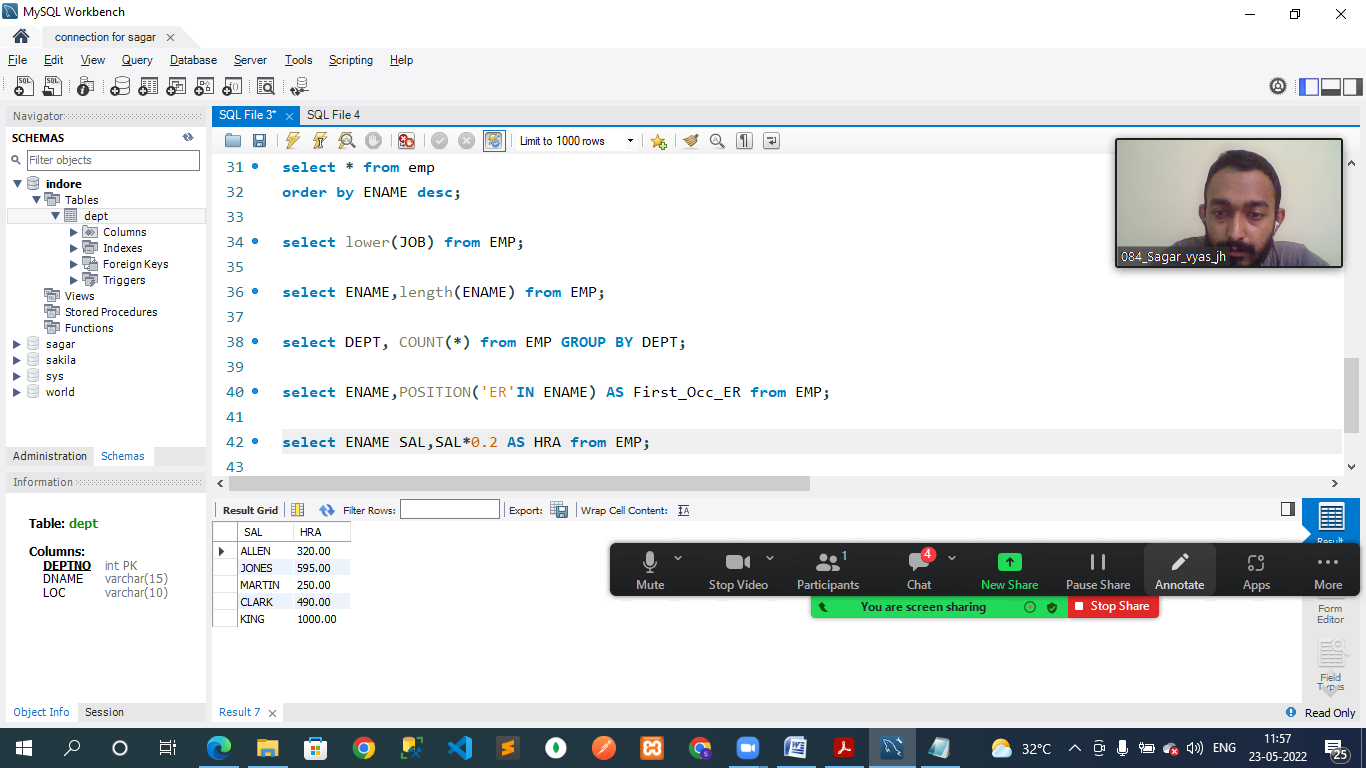 MySQL Workbench
connection for sagar
File Edit View Query Database Server Tools Scripting Help
Navigator
SCHEMAS
Filter objects
indore
Tables
dept
Columns
Indexes
Foreign Keys
Triggers
Views
Stored Procedures
Functions
sagar
sakila
sys
world
Administration Schemas
Information
Table: dept
Columns:
DEPTNO int PK
DNAME varchar(15)
LOC varchar(10)
Object Info Session
SQL File 3* SQL File 4
Limit to 1000 rows
31 select * from emp
32 order by ENAME desc;
33
34 select lower(JOB) from EMP;
35
36 select ENAME,length(ENAME) from EMP;
37
38 select DEPT, COUNT(*) from EMP GROUP BY DEPT;
39
40 select ENAME,POSITION('ER'IN ENAME) AS First_Occ_ER from EMP;
41
42 select ENAME SAL,SAL*0.2 AS HRA from EMP;
43
084_Sagar_vyas_jh
Result Grid Filter Rows: Export: Wrap Cell Content:
SAL HRA
ALLEN 320.00
JONES 595.00
MARTIN 250.00
CLARK 490.00
KING 1000.00
Result
Form
Editor
Field
Types
Mute Stop Video Participants 1 Chat 4 New Share Pause Share Annotate Apps More
You are screen sharing Stop Share
Result 7
Read Only
32°C ENG 11:57
23-05-2022 25